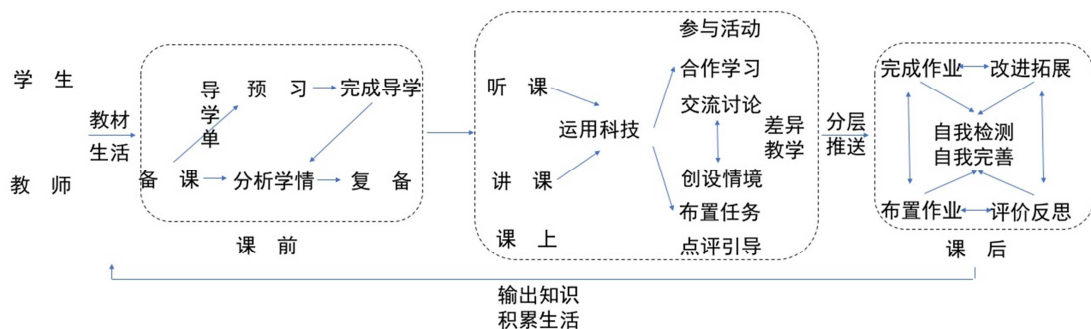 学 生
教 师
教材
生活
导学单
预 习
完成导学
备 课
分析学情
复 备
课 前
听 课
讲 课
课 上
运用科技
参与活动
合作学习
交流讨论
创设情境
布置任务
点评引导
差异
教学
分层
推送
完成作业
改进拓展
自我检测
自我完善
布置作业
评价反思
课 后
输出知识
积累生活